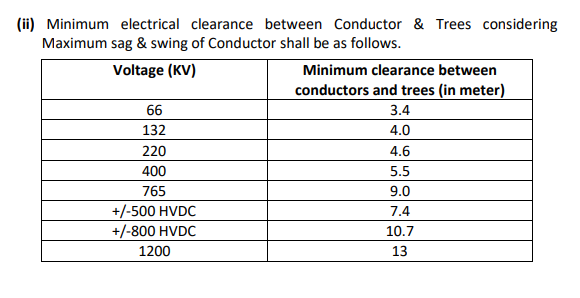 (ii) Minimum electrical clearance between Conductor & Trees considering
Maximum sag & swing of Conductor shall be as follows.
Voltage (KV) Minimum clearance between
conductors and trees (in meter)
66 3.4
132 4.0
220 4.6
400 5.5
765 9.0
+/-500 HVDC 7.4
+/-800 HVDC 10.7
1200 13